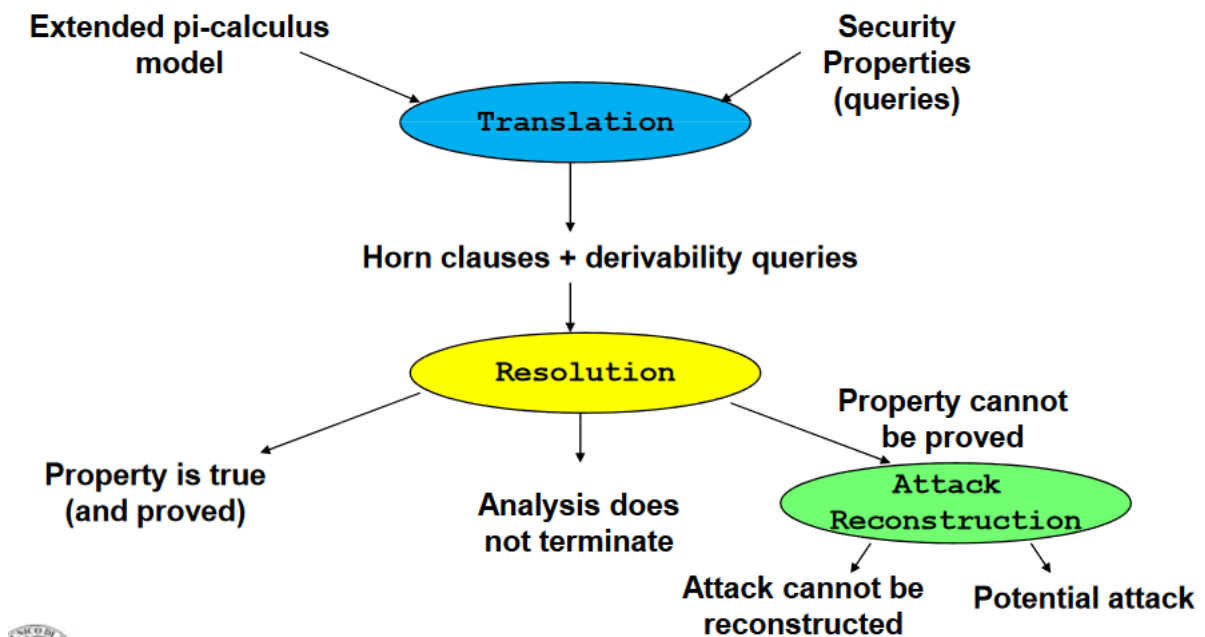 Extended pi-calculus
model
Security
Properties
(queries)
Translation
Horn clauses + derivability queries
Resolution
Property is true
(and proved)
Analysis does
not terminate
Property cannot
be proved
Attack
Reconstruction
Attack cannot be
reconstructed
Potential attack